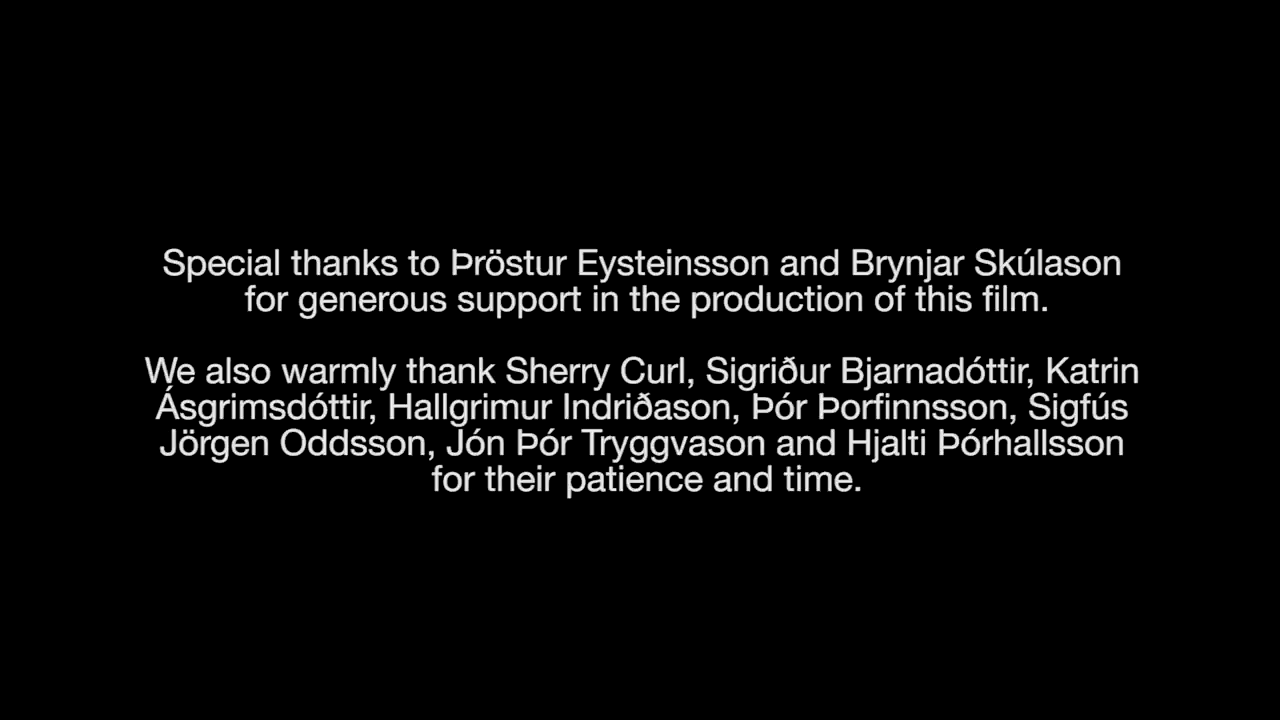 Special thanks to Þröstur Eysteinsson and Brynjar Skúlason
for generous support in the production of this film.
We also warmly thank Sherry Curl, Sigriður Bjarnadóttir, Katrin
Ásgrimsdóttir, Hallgrimur Indriðason, Þór Þorfinnsson, Sigfús
Jörgen Oddsson, Jón Þór Tryggvason and Hjalti Þórhallsson
for their patience and time.